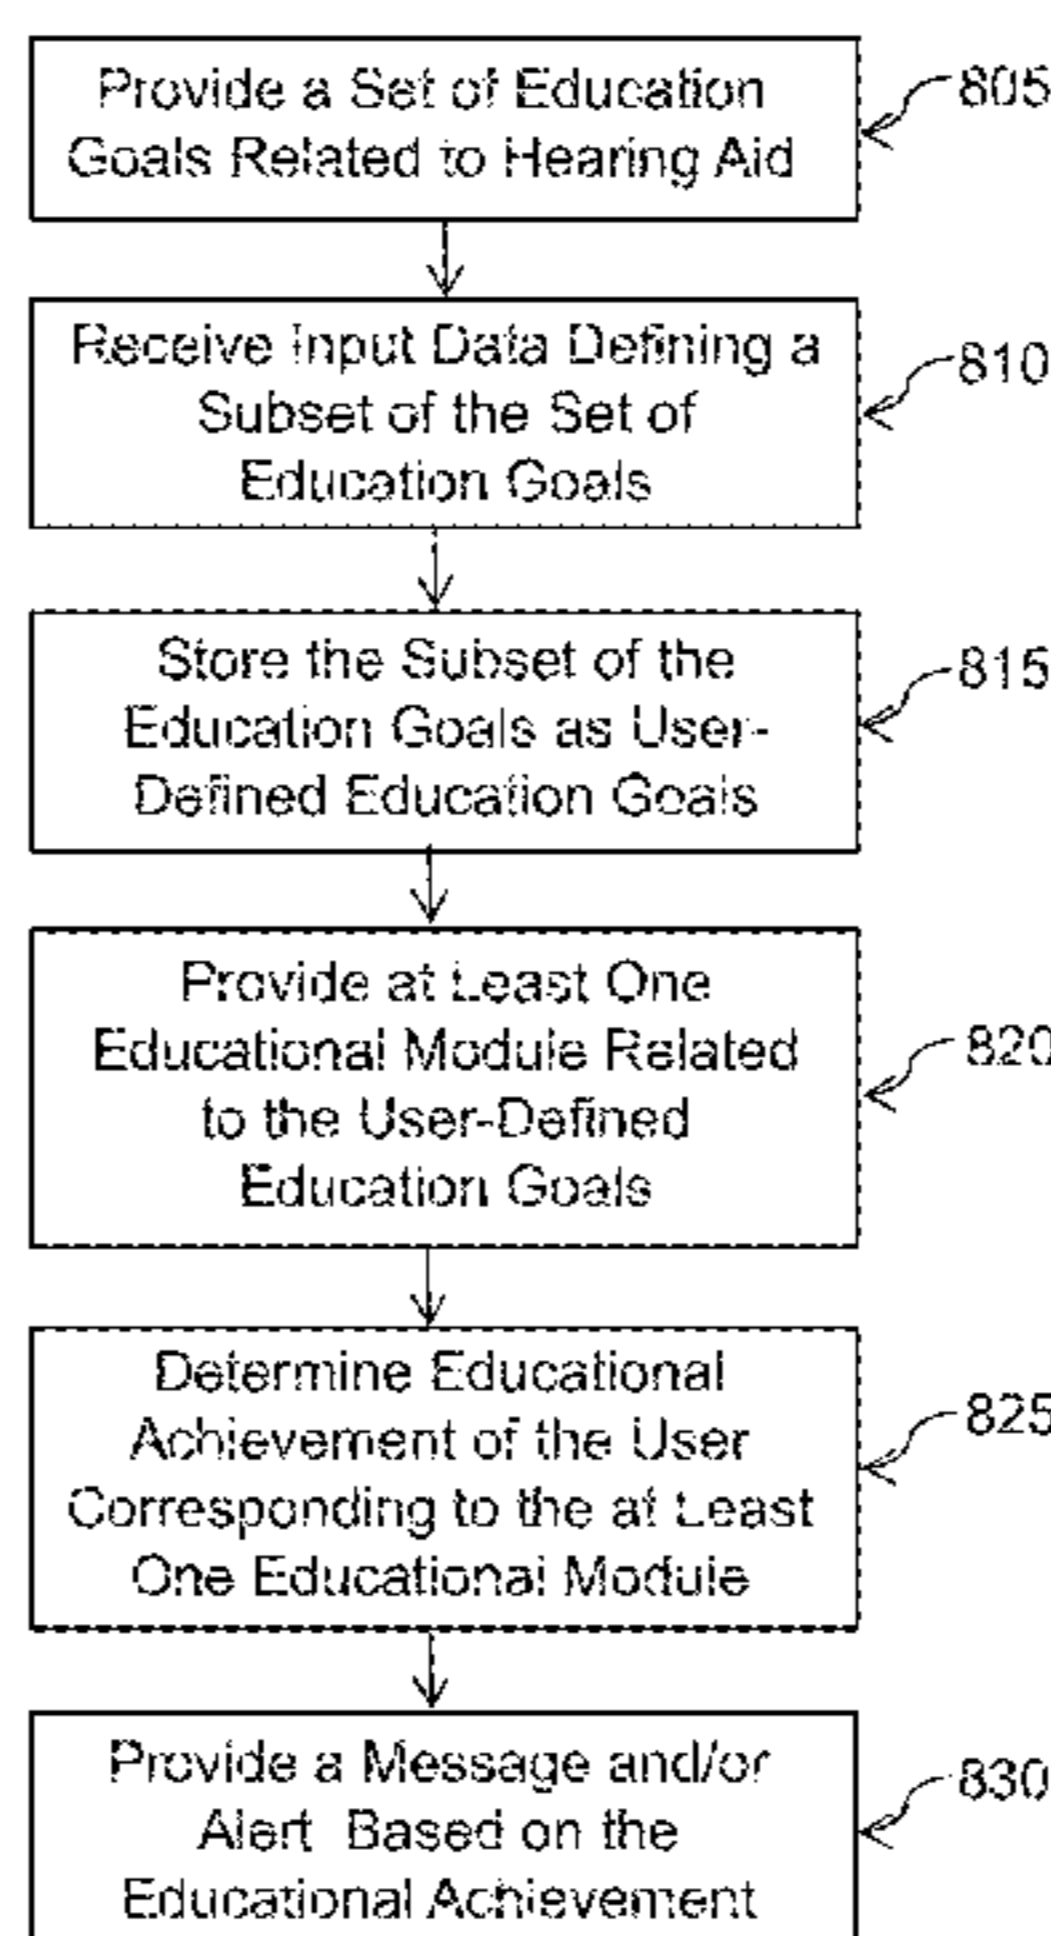 Provide a Set of Education
Goals Related to Hearing Aid
805
Receive Input Data Defining a
Subset of the Set of
Education Goals
810
Store the Subset of the
Education Goals as User-
Defined Education Goals
815
Provide at Least One
Educational Module Related
to the User-Defined
Education Goals
820
Determine Educational
Achievement of the User
Corresponding to the at Least
One Educational Module
825
Provide a Message and/or
Alert Based on the
Educational Achievement
830